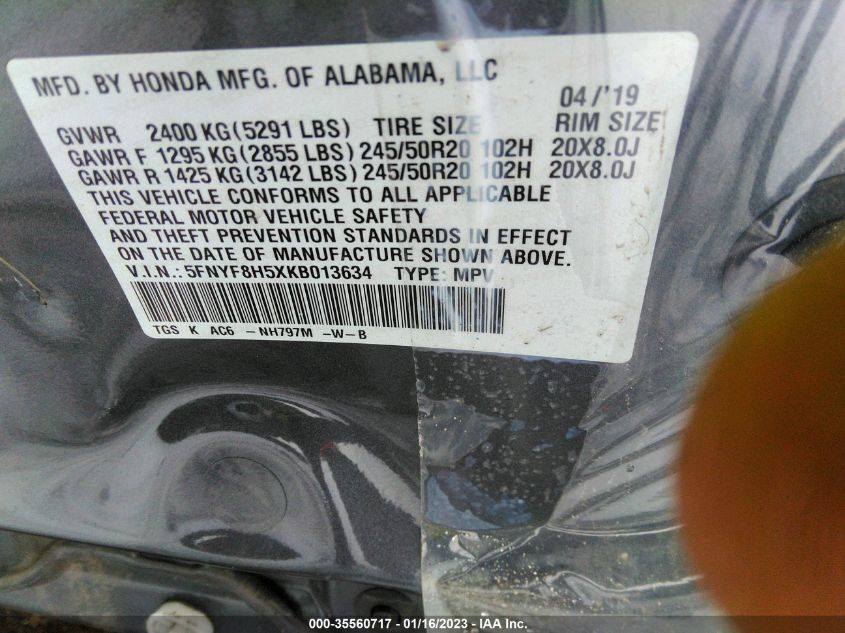 MFD. BY HONDA MFG. OF ALABAMA, LLC
04/'19
GVWR 2400 KG(5291 LBS) TIRE SIZE RIM SIZE
GAWR F 1295 KG(2855 LBS) 245/50R20 102H 20X8.0J
GAWR R 1425 KG(3142 LBS) 245/50R20 102H 20X8.0J
THIS VEHICLE CONFORMS TO ALL APPLICABLE
FEDERAL MOTOR VEHICLE SAFETY
AND THEFT PREVENTION STANDARDS IN EFFECT
ON THE DATE OF MANUFACTURE SHOWN ABOVE.
V.I.N.: 5FNYF8H5XKB013634 TYPE: MPV
TGS K AC6 -NH797M -W-B
000-35560717 - 01/16/2023 - IAA Inc.